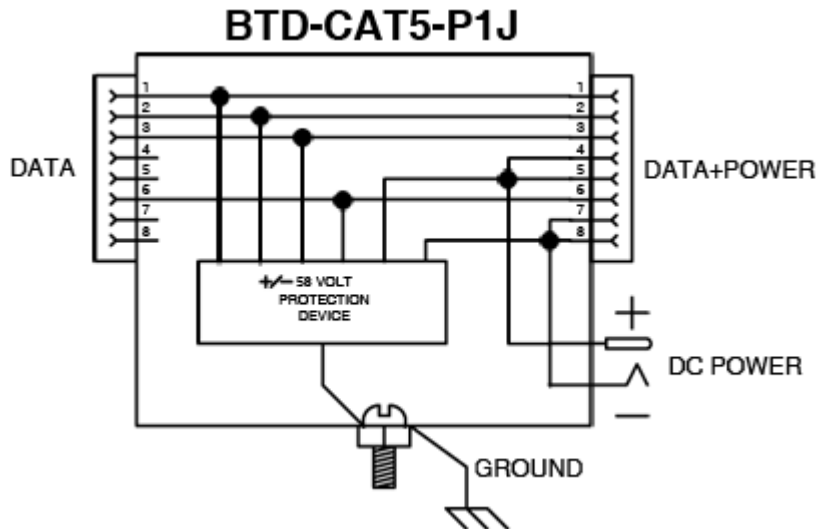 BTD-CAT5-P1J
1
2
3
4
5
6
7
8
1
2
3
4
5
6
7
8
DATA
DATA+POWER
+/- 58 VOLT
PROTECTION
DEVICE
+
DC POWER
—
GROUND